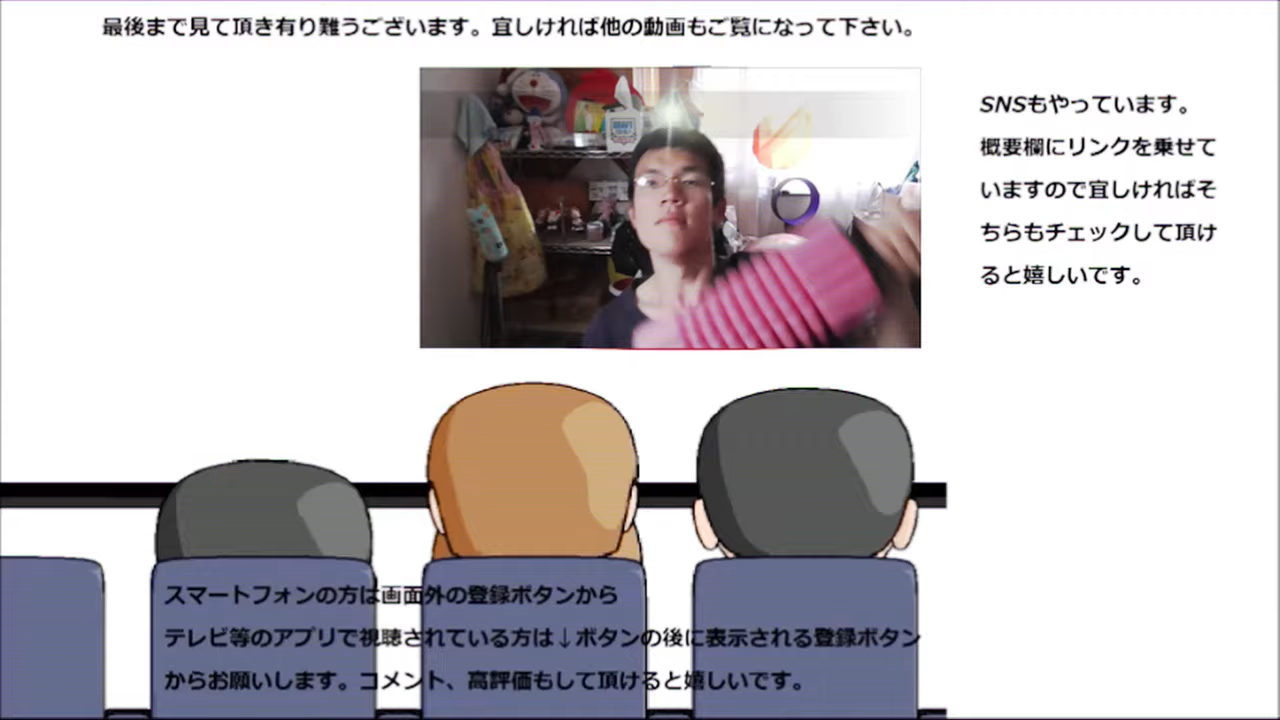 最後まで見て頂き有り難うございます。宜しければ他の動画もご覧になって下さい。
SNSもやっています。
概要欄にリンクを乗せて
いますので宜しければそ
ちらもチェックして頂け
ると嬉しいです。
スマートフォンの方は画面外の登録ボタンから
テレビ等のアプリで視聴されている方は↓ボタンの後に表示される登録ボタン
からお願いします。コメント、高評価もして頂けると嬉しいです。